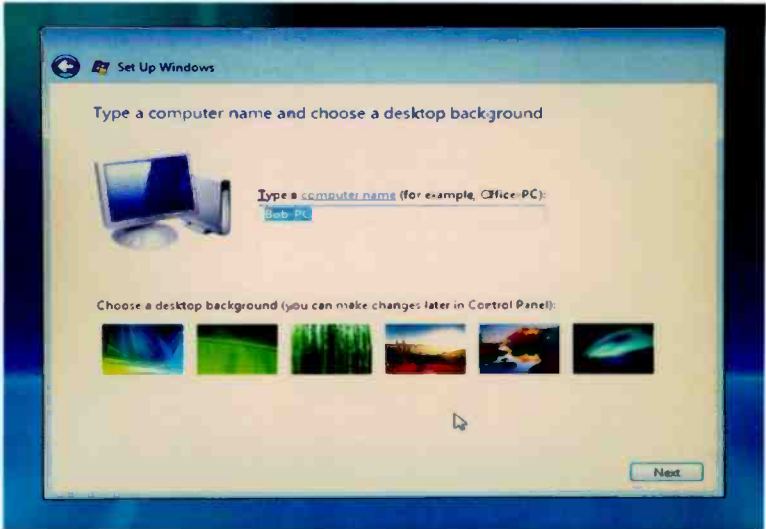 Set Up Windows
Type a computer name and choose a desktop background
Type a computer name (for example, Office-PC):
Bob-PC
Choose a desktop background (you can make changes later in Control Panel):
Next